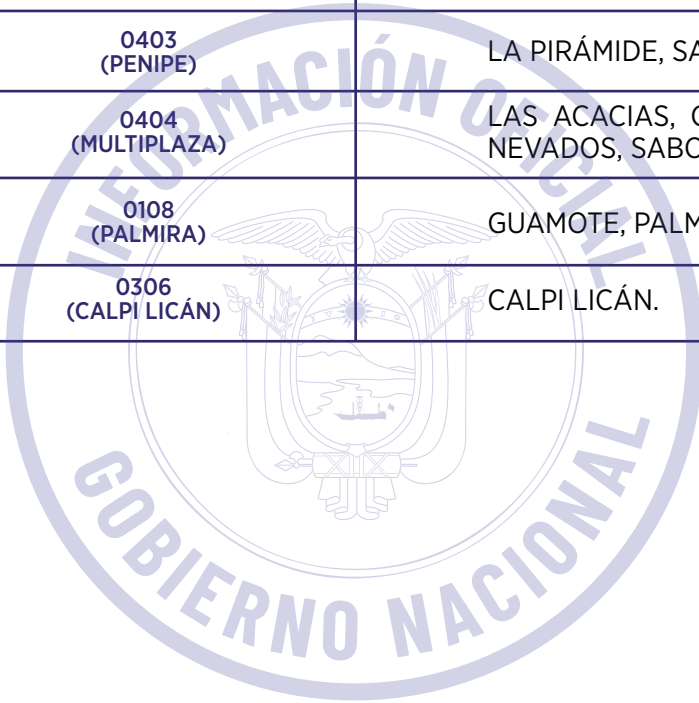 0403
(PENIPE)
LA PIRÁMIDE, SA
0404
(MULTIPLAZA)
LAS ACACIAS,
NEVADOS, SABO
0108
(PALMIRA)
GUAMOTE, PALM
0306
(CALPI LICÁN)
CALPI LICÁN.
INFORMACIÓN OFICIAL
GOBIERNO NACIONAL